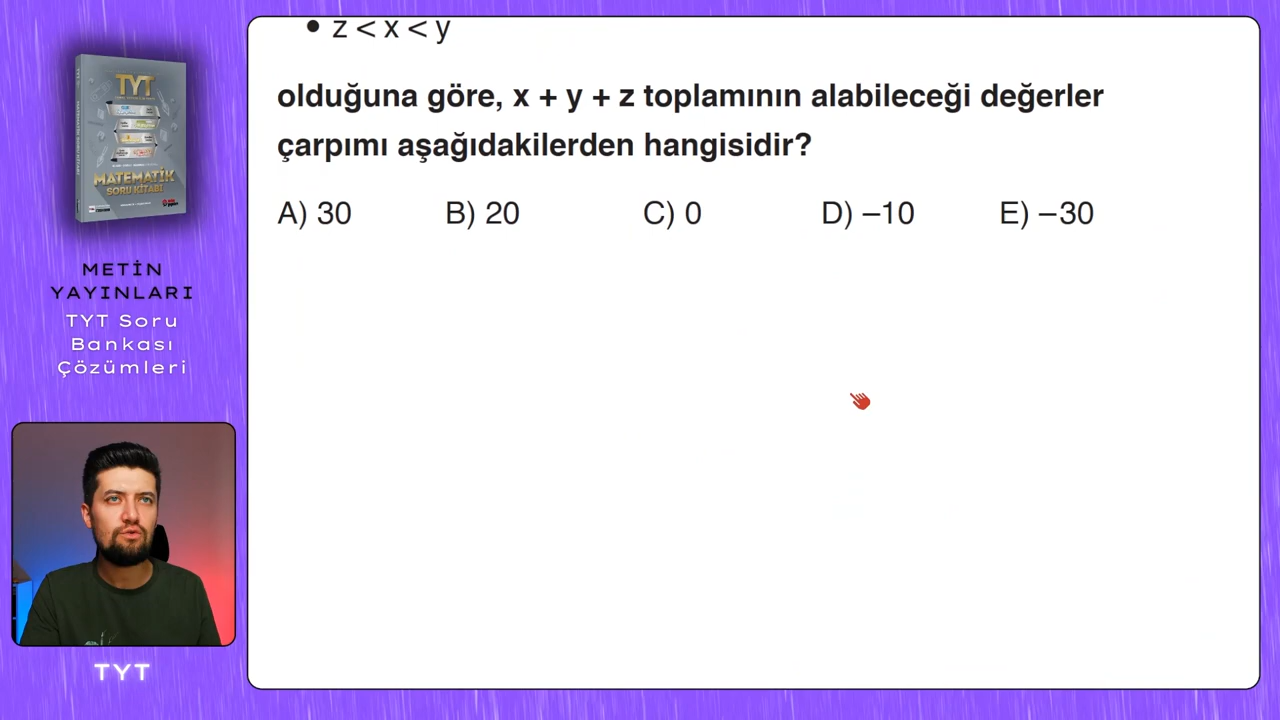 • z < x < y
olduğuna göre, x + y + z toplamının alabileceği değerler
çarpımı aşağıdakilerden hangisidir?
A) 30 B) 20 C) 0 D) –10 E) –30
TYT
MATEMATİK
SORU KİTABI
METİN
YAYINLARI
TYT Soru
Bankası
Çözümleri
TYT